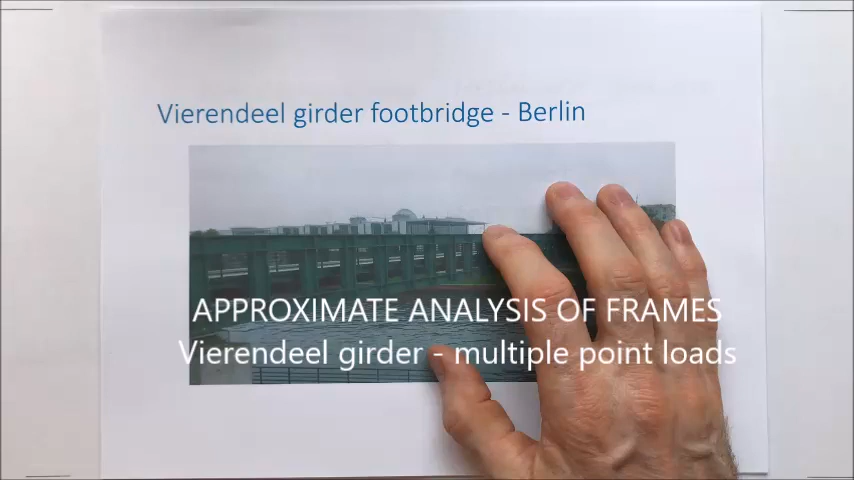 Vierendeel girder footbridge - Berlin
APPROXIMATE ANALYSIS OF FRAMES
Vierendeel girder - multiple point loads